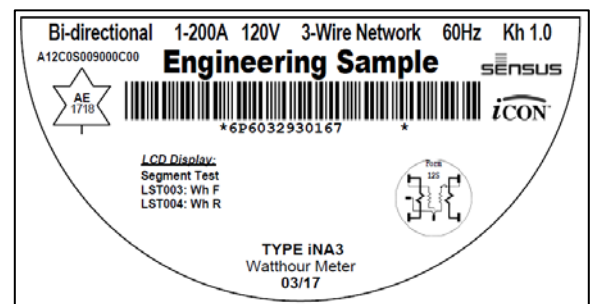 Bi-directional 1-200A 120V 3-Wire Network 60Hz Kh 1.0
A12C0S009000C00
Engineering Sample
sensus
AE
1718
iCON
*6P6032930167 *
LCD Display:
Segment Test
LST003: Wh F
LST004: Wh R
Form
12S
TYPE iNA3
Watthour Meter
03/17